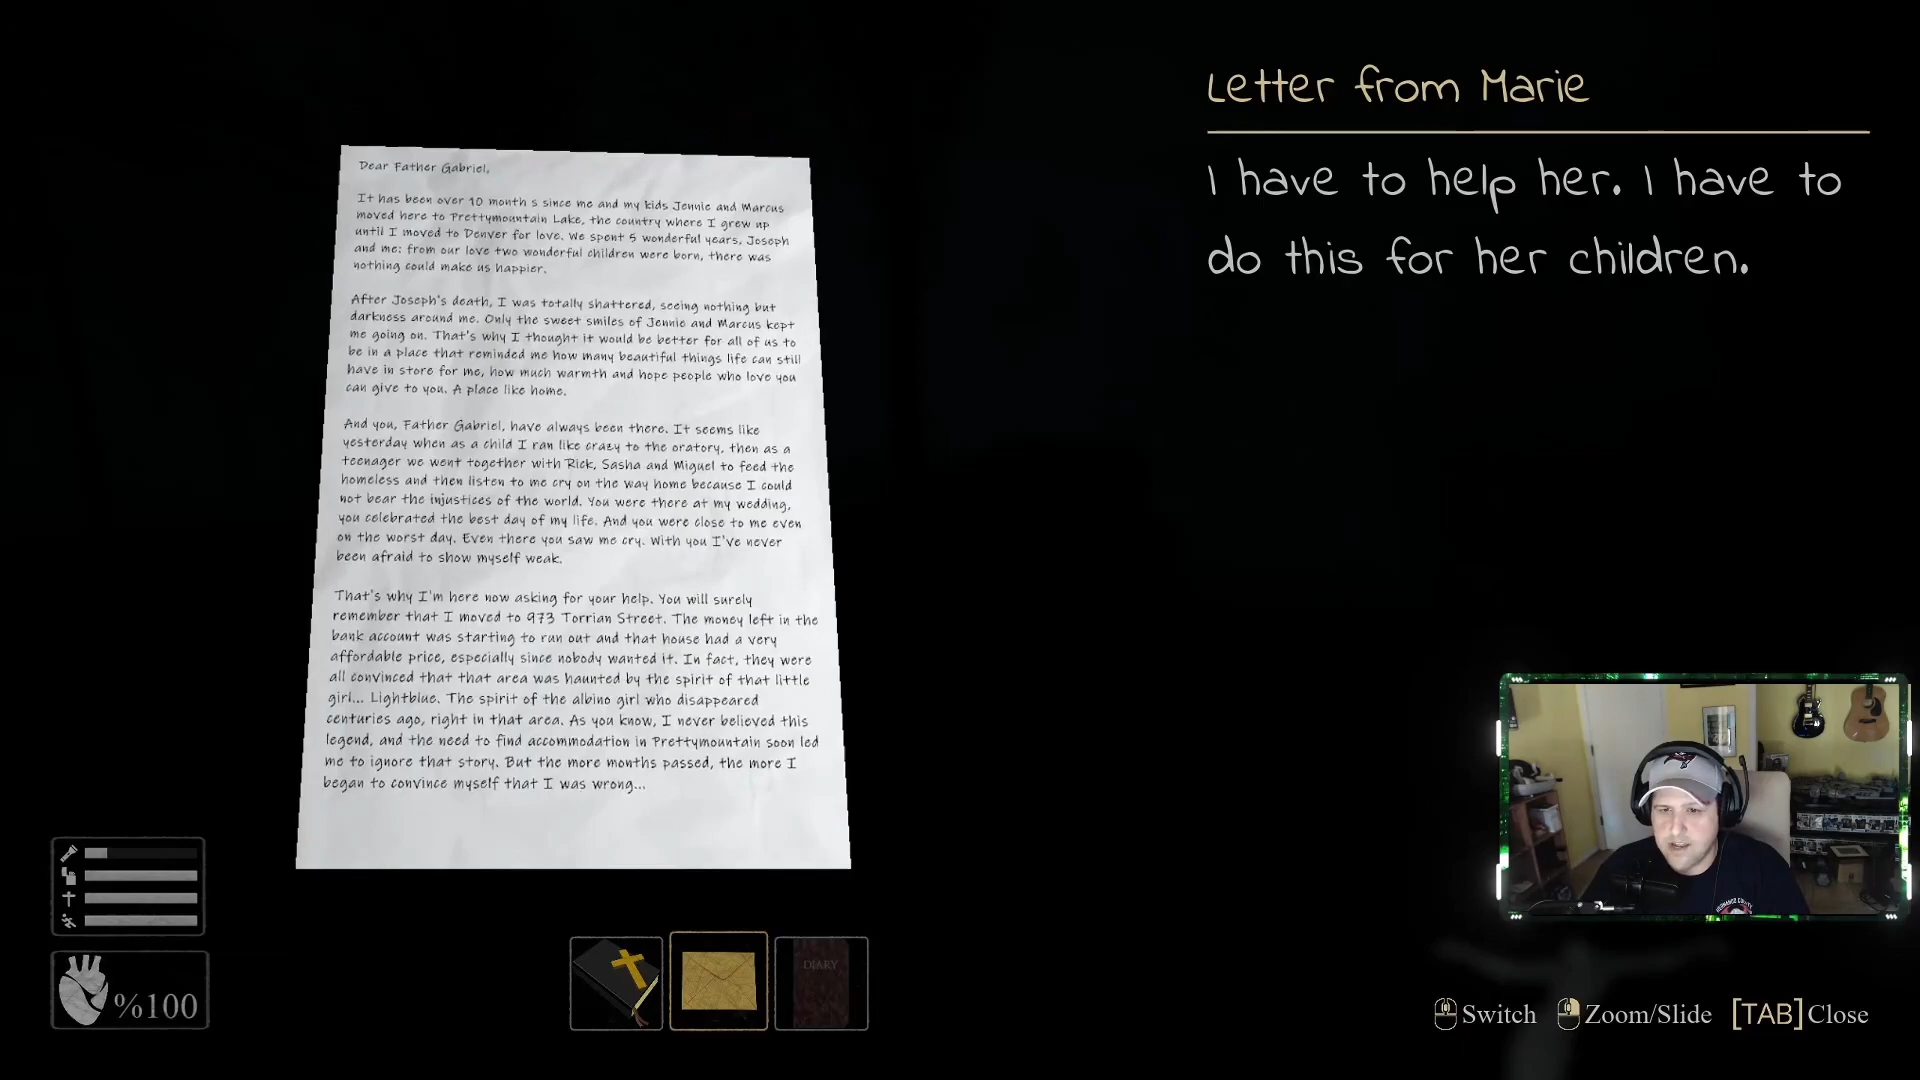 Letter from Marie
I have to help her. I have to
do this for her children.
Dear Father Gabriel,
It has been over 10 month s since me and my kids Jennie and Marcus
moved here to Prettymountain Lake, the country where I grew up
until I moved to Denver for love. We spent 5 wonderful years, Joseph
and me: from our love two wonderful children were born, there was
nothing could make us happier.
After Joseph's death, I was totally shattered, seeing nothing but
darkness around me. Only the sweet smiles of Jennie and Marcus kept
me going on. That's why I thought it would be better for all of us to
be in a place that reminded me how many beautiful things life can still
have in store for me, how much warmth and hope people who love you
can give to you. A place like home.
And you, Father Gabriel, have always been there. It seems like
yesterday when as a child I ran like crazy to the oratory, then as a
teenager we went together with Rick, Sasha and Miguel to feed the
homeless and then listen to me cry on the way home because I could
not bear the injustices of the world. You were there at my wedding,
you celebrated the best day of my life. And you were close to me even
on the worst day. Even there you saw me cry. With you I've never
been afraid to show myself weak.
That's why I'm here now asking for your help. You will surely
remember that I moved to 973 Torrian Street. The money left in the
bank account was starting to run out and that house had a very
affordable price, especially since nobody wanted it. In fact, they were
all convinced that that area was haunted by the spirit of that little
girl... Lightblue. The spirit of the albino girl who disappeared
centuries ago, right in that area. As you know, I never believed this
legend, and the need to find accommodation in Prettymountain soon led
me to ignore that story. But the more months passed, the more I
began to convince myself that I was wrong...
%100
DIARY
Switch
Zoom/Slide
[TAB] Close